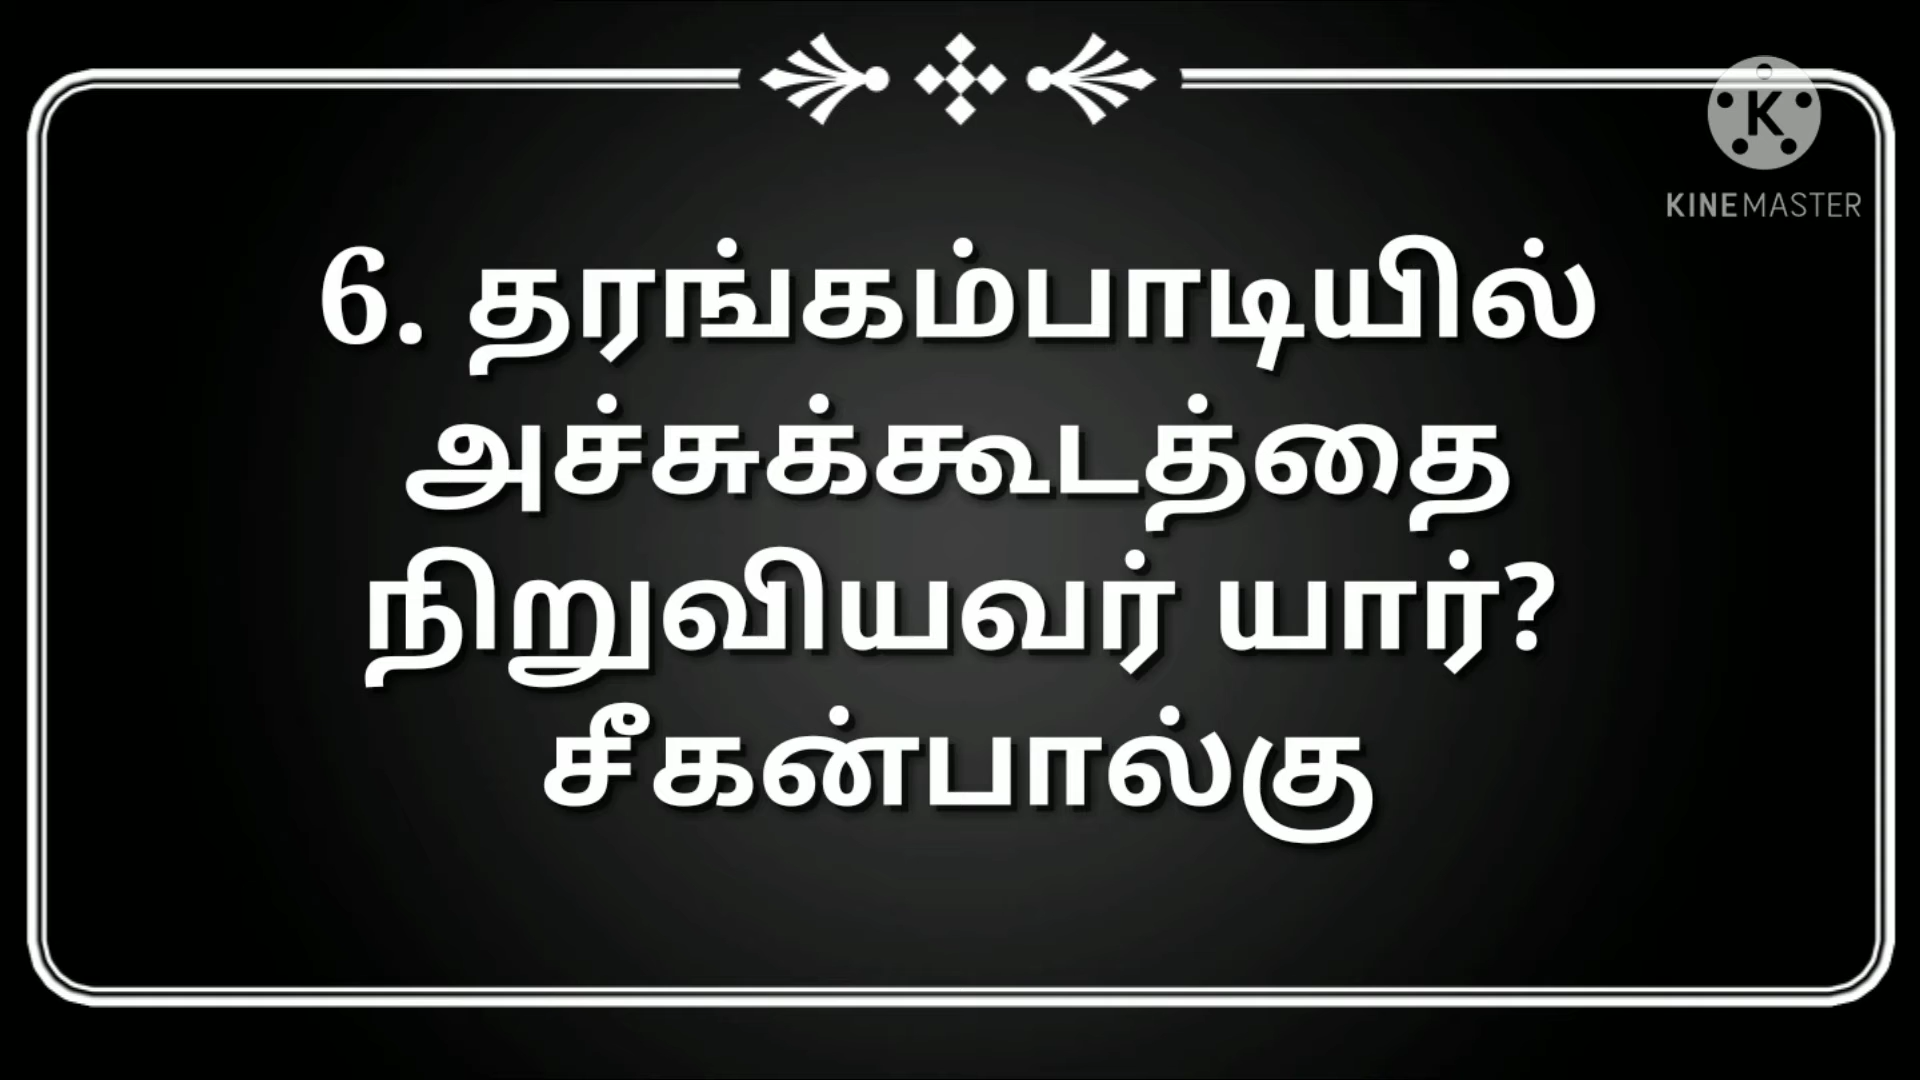 K
KINEMASTER
6. தரங்கம்பாடியில்
அச்சுக்கூடத்தை
நிறுவியவர் யார்?
சீகன்பால்கு